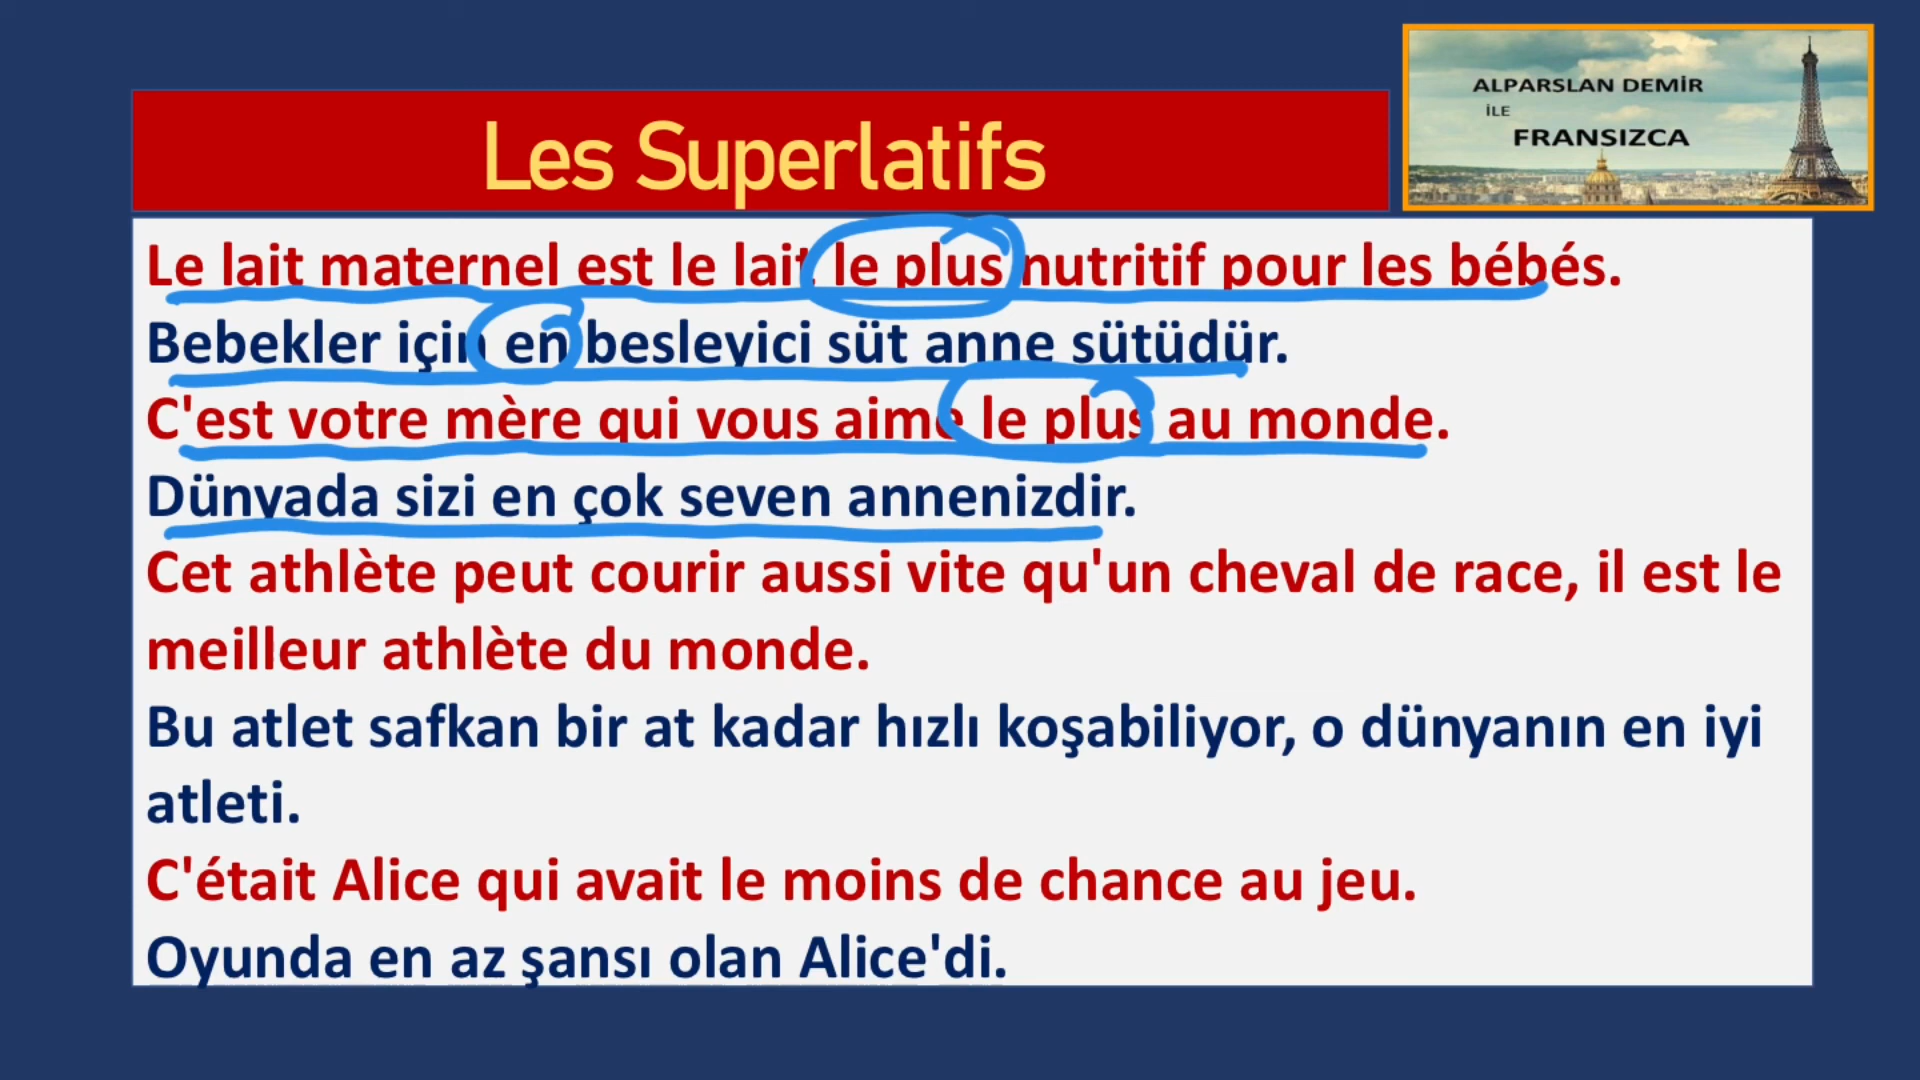 ALPARSLAN DEMİR
İLE
FRANSIZCA
Les Superlatifs
Le lait maternel est le lait le plus nutritif pour les bébés.
Bebekler için en besleyici süt anne sütüdür.
C'est votre mère qui vous aime le plus au monde.
Dünyada sizi en çok seven annenizdir.
Cet athlète peut courir aussi vite qu'un cheval de race, il est le
meilleur athlète du monde.
Bu atlet safkan bir at kadar hızlı koşabiliyor, o dünyanın en iyi
atleti.
C'était Alice qui avait le moins de chance au jeu.
Oyunda en az şansı olan Alice'di.